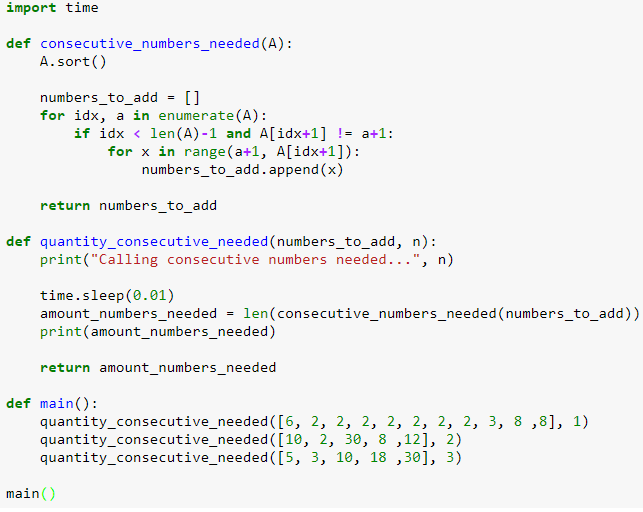 import time
def consecutive_numbers_needed(A):
    A.sort()
    numbers_to_add = []
    for idx, a in enumerate(A):
        if idx < len(A)-1 and A[idx+1] != a+1:
            for x in range(a+1, A[idx+1]):
                numbers_to_add.append(x)
    return numbers_to_add
def quantity_consecutive_needed(numbers_to_add, n):
    print("Calling consecutive numbers needed...", n)
    time.sleep(0.01)
    amount_numbers_needed = len(consecutive_numbers_needed(numbers_to_add))
    print(amount_numbers_needed)
    return amount_numbers_needed
def main():
    quantity_consecutive_needed([6, 2, 2, 2, 2, 2, 2, 2, 3, 8 ,8], 1)
    quantity_consecutive_needed([10, 2, 30, 8 ,12], 2)
    quantity_consecutive_needed([5, 3, 10, 18 ,30], 3)
main()